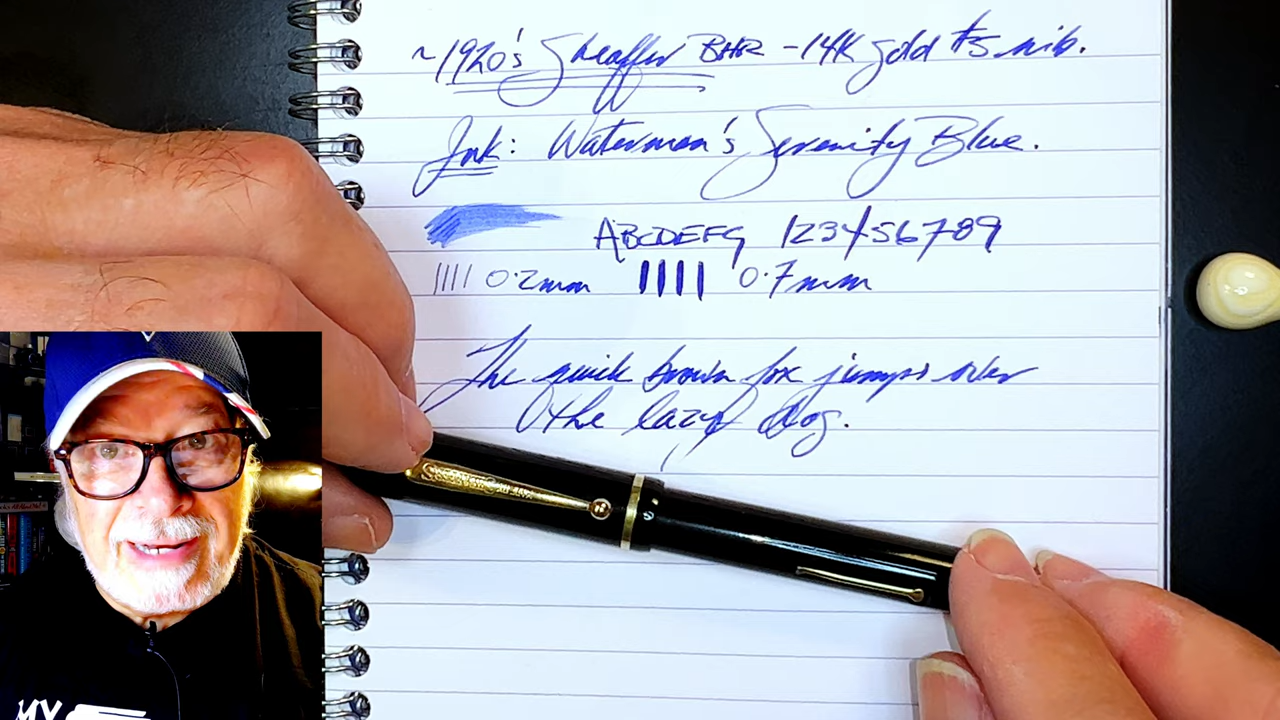 ~1920's Sheaffer BHR - 14K gold #5 nib.
Ink: Waterman's Serenity Blue.
ABCDEFG 123456789
0.2mm 0.7mm
The quick brown fox jumps over
the lazy dog.
MY